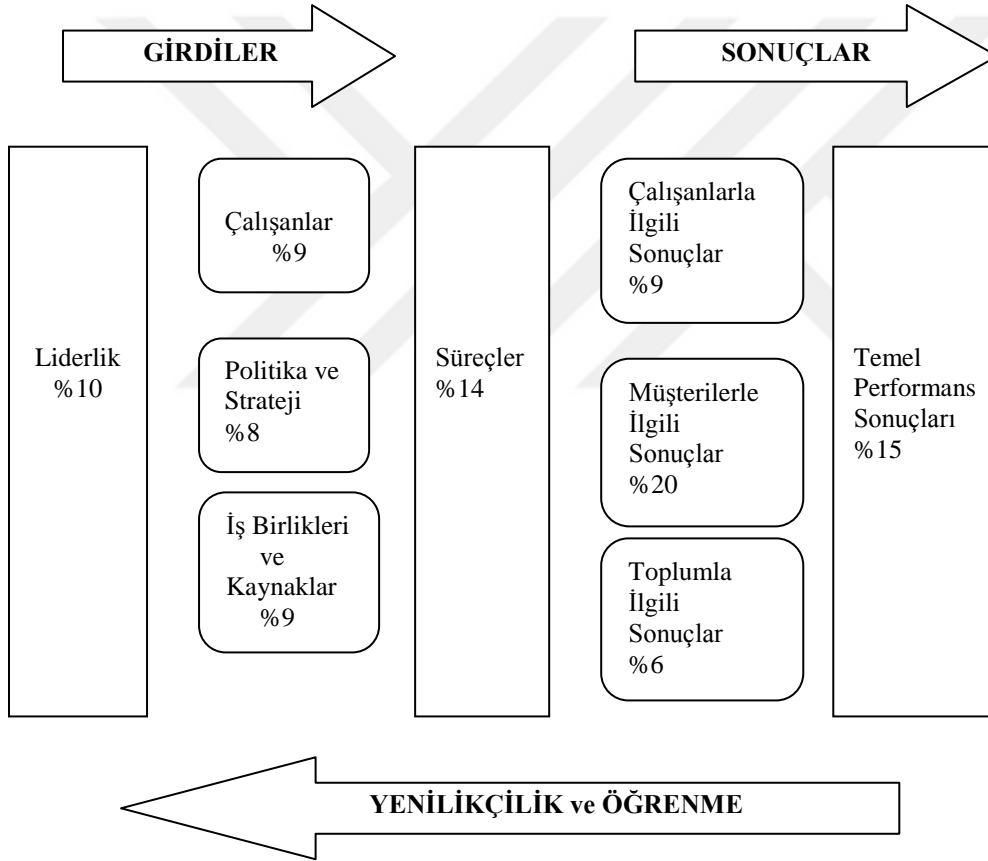 GİRDİLER
SONUÇLAR
Liderlik
%10
Çalışanlar
%9
Politika ve
Strateji
%8
İş Birlikleri
ve
Kaynaklar
%9
Süreçler
%14
Çalışanlarla
İlgili
Sonuçlar
%9
Müşterilerle
İlgili
Sonuçlar
%20
Toplumla
İlgili
Sonuçlar
%6
Temel
Performans
Sonuçları
%15
YENİLİKÇİLİK ve ÖĞRENME